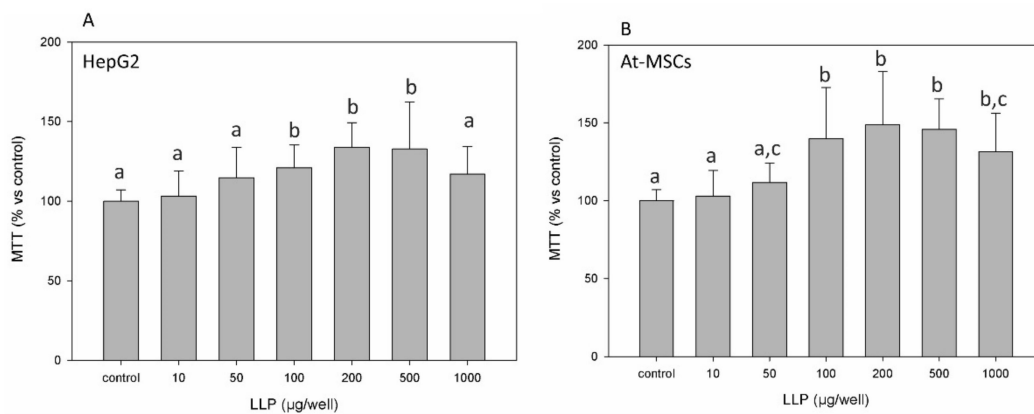 A
HepG2
MTT (% vs control)
200
150
100
50
0
a
a
a
b
b
b
a
control 10 50 100 200 500 1000
LLP (µg/well)
B
At-MSCs
MTT (% vs control)
200
150
100
50
0
a
a
a,c
b
b
b
b,c
control 10 50 100 200 500 1000
LLP (µg/well)